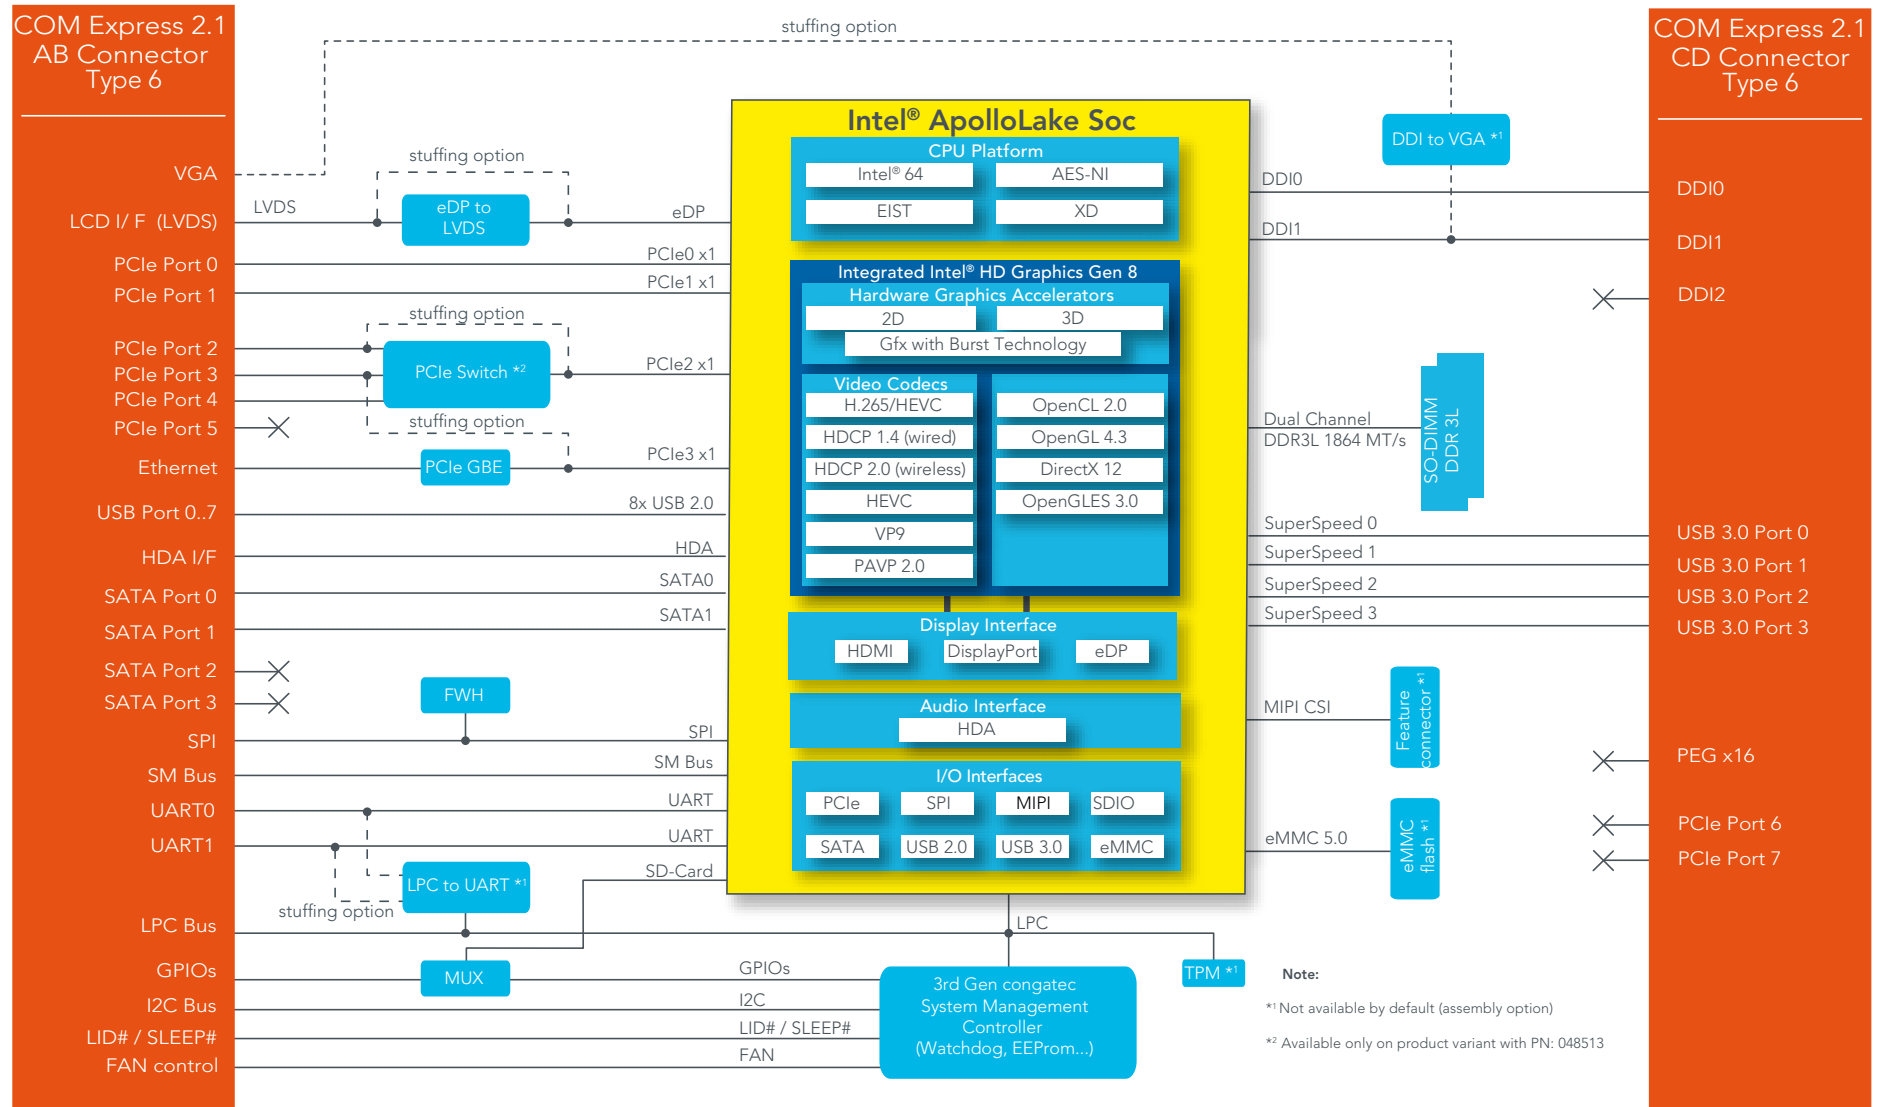 COM Express 2.1
AB Connector
Type 6
VGA
LCD I/ F (LVDS)
PCIe Port 0
PCIe Port 1
PCIe Port 2
PCIe Port 3
PCIe Port 4
PCIe Port 5
Ethernet
USB Port 0..7
HDA I/F
SATA Port 0
SATA Port 1
SATA Port 2
SATA Port 3
SPI
SM Bus
UART0
UART1
LPC Bus
GPIOs
I2C Bus
LID# / SLEEP#
FAN control
stuffing option
stuffing option
LVDS
eDP to
LVDS
eDP
PCIe0 x1
PCIe1 x1
stuffing option
PCIe Switch *2
PCIe2 x1
stuffing option
PCIe GBE
PCIe3 x1
8x USB 2.0
HDA
SATA0
SATA1
FWH
SPI
SM Bus
UART
UART
SD-Card
LPC to UART *1
stuffing option
MUX
GPIOs
I2C
LID# / SLEEP#
FAN
Intel® ApolloLake Soc
CPU Platform
Intel® 64
AES-NI
EIST
XD
Integrated Intel® HD Graphics Gen 8
Hardware Graphics Accelerators
2D
3D
Gfx with Burst Technology
Video Codecs
H.265/HEVC
HDCP 1.4 (wired)
HDCP 2.0 (wireless)
HEVC
VP9
PAVP 2.0
OpenCL 2.0
OpenGL 4.3
DirectX 12
OpenGLES 3.0
Display Interface
HDMI
DisplayPort
eDP
Audio Interface
HDA
I/O Interfaces
PCIe
SPI
MIPI
SDIO
SATA
USB 2.0
USB 3.0
eMMC
LPC
3rd Gen congatec
System Management
Controller
(Watchdog, EEProm...)
TPM *1
DDI to VGA *1
DDI0
DDI1
Dual Channel
DDR3L 1864 MT/s
SO-DIMM
DDR 3L
SuperSpeed 0
SuperSpeed 1
SuperSpeed 2
SuperSpeed 3
MIPI CSI
Feature
connector *1
eMMC 5.0
eMMC
flash *1
Note:
*1 Not available by default (assembly option)
*2 Available only on product variant with PN: 048513
COM Express 2.1
CD Connector
Type 6
DDI0
DDI1
DDI2
USB 3.0 Port 0
USB 3.0 Port 1
USB 3.0 Port 2
USB 3.0 Port 3
PEG x16
PCIe Port 6
PCIe Port 7